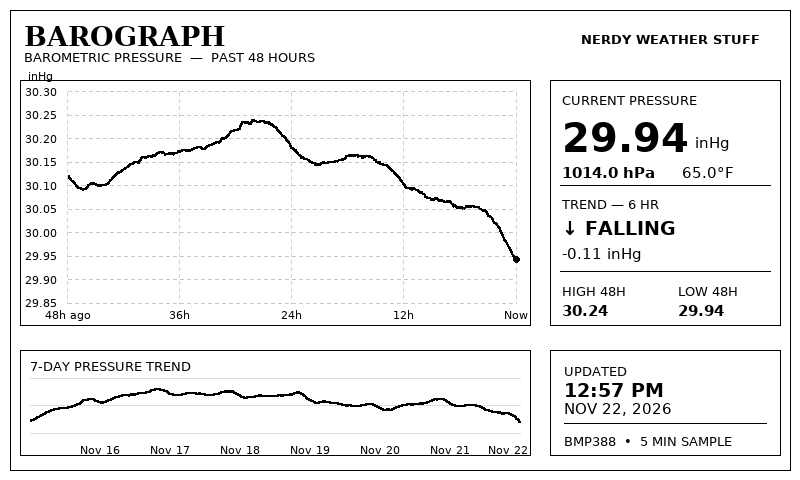 BAROGRAPH
BAROMETRIC PRESSURE — PAST 48 HOURS
NERDY WEATHER STUFF
inHg
30.30
30.25
30.20
30.15
30.10
30.05
30.00
29.95
29.90
29.85
48h ago 36h 24h 12h Now
CURRENT PRESSURE
29.94 inHg
1014.0 hPa 65.0°F
TREND — 6 HR
↓ FALLING
-0.11 inHg
HIGH 48H LOW 48H
30.24 29.94
7-DAY PRESSURE TREND
Nov 16 Nov 17 Nov 18 Nov 19 Nov 20 Nov 21 Nov 22
UPDATED
12:57 PM
NOV 22, 2026
BMP388 • 5 MIN SAMPLE